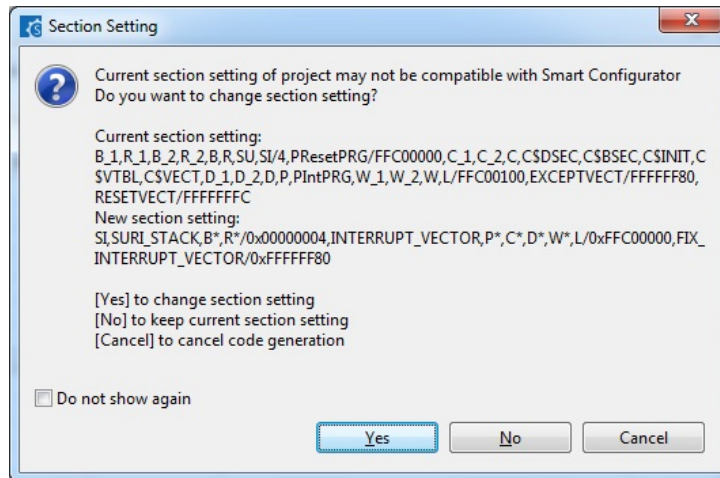 Section Setting
Current section setting of project may not be compatible with Smart Configurator
Do you want to change section setting?
Current section setting:
B_1,R_1,B_2,R_2,B,R,SU,SI/4,PResetPRG/FFC00000,C_1,C_2,C,C$DSEC,C$BSEC,C$INIT,C
$VTBL,C$VECT,D_1,D_2,D,P,PIntPRG,W_1,W_2,W,L/FFC00100,EXCEPTVECT/FFFFFF80,
RESETVECT/FFFFFFFC
New section setting:
SI,SURI_STACK,B*,R*/0x00000004,INTERRUPT_VECTOR,P*,C*,D*,W*,L/0xFFC00000,FIX_
INTERRUPT_VECTOR/0xFFFFFF80
[Yes] to change section setting
[No] to keep current section setting
[Cancel] to cancel code generation
Do not show again
Yes
No
Cancel